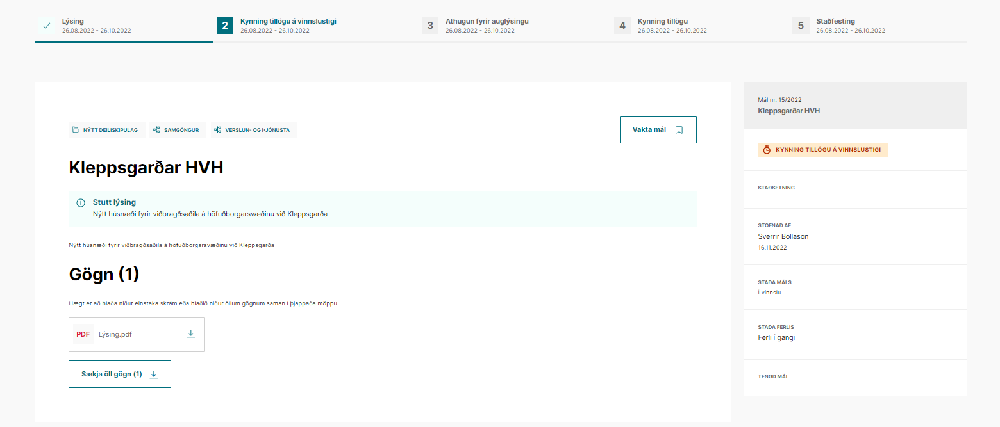 Lýsing
26.08.2022 - 26.10.2022
2
Kynning tillögu á vinnslustigi
26.08.2022 - 26.10.2022
3
Athugun fyrir auglýsingu
26.08.2022 - 26.10.2022
4
Kynning tillögu
26.08.2022 - 26.10.2022
5
Staðfesting
26.08.2022 - 26.10.2022
NÝTT DEILISKIPULAG
SAMGÖNGUR
VERSLUN- OG ÞJÓNUSTA
Vakta mál
Kleppsgarðar HVH
Stutt lýsing
Nýtt húsnæði fyrir viðbragðsaðila á höfuðborgarsvæðinu við Kleppsgarða
Nýtt húsnæði fyrir viðbragðsaðila á höfuðborgarsvæðinu við Kleppsgarða
Gögn (1)
Hægt er að hlaða niður einstaka skrám eða hlaðið niður öllum gögnum saman í þjappaða möppu
PDF
Lýsing.pdf
Sækja öll gögn (1)
Mál nr. 15/2022
Kleppsgarðar HVH
KYNNING TILLÖGU Á VINNSLUSTIGI
STAÐSETNING
STOFNAÐ AF
Sverrir Bollason
16.11.2022
STAÐA MÁLS
Í vinnslu
STAÐA FERLIS
Ferli í gangi
TENGD MÁL